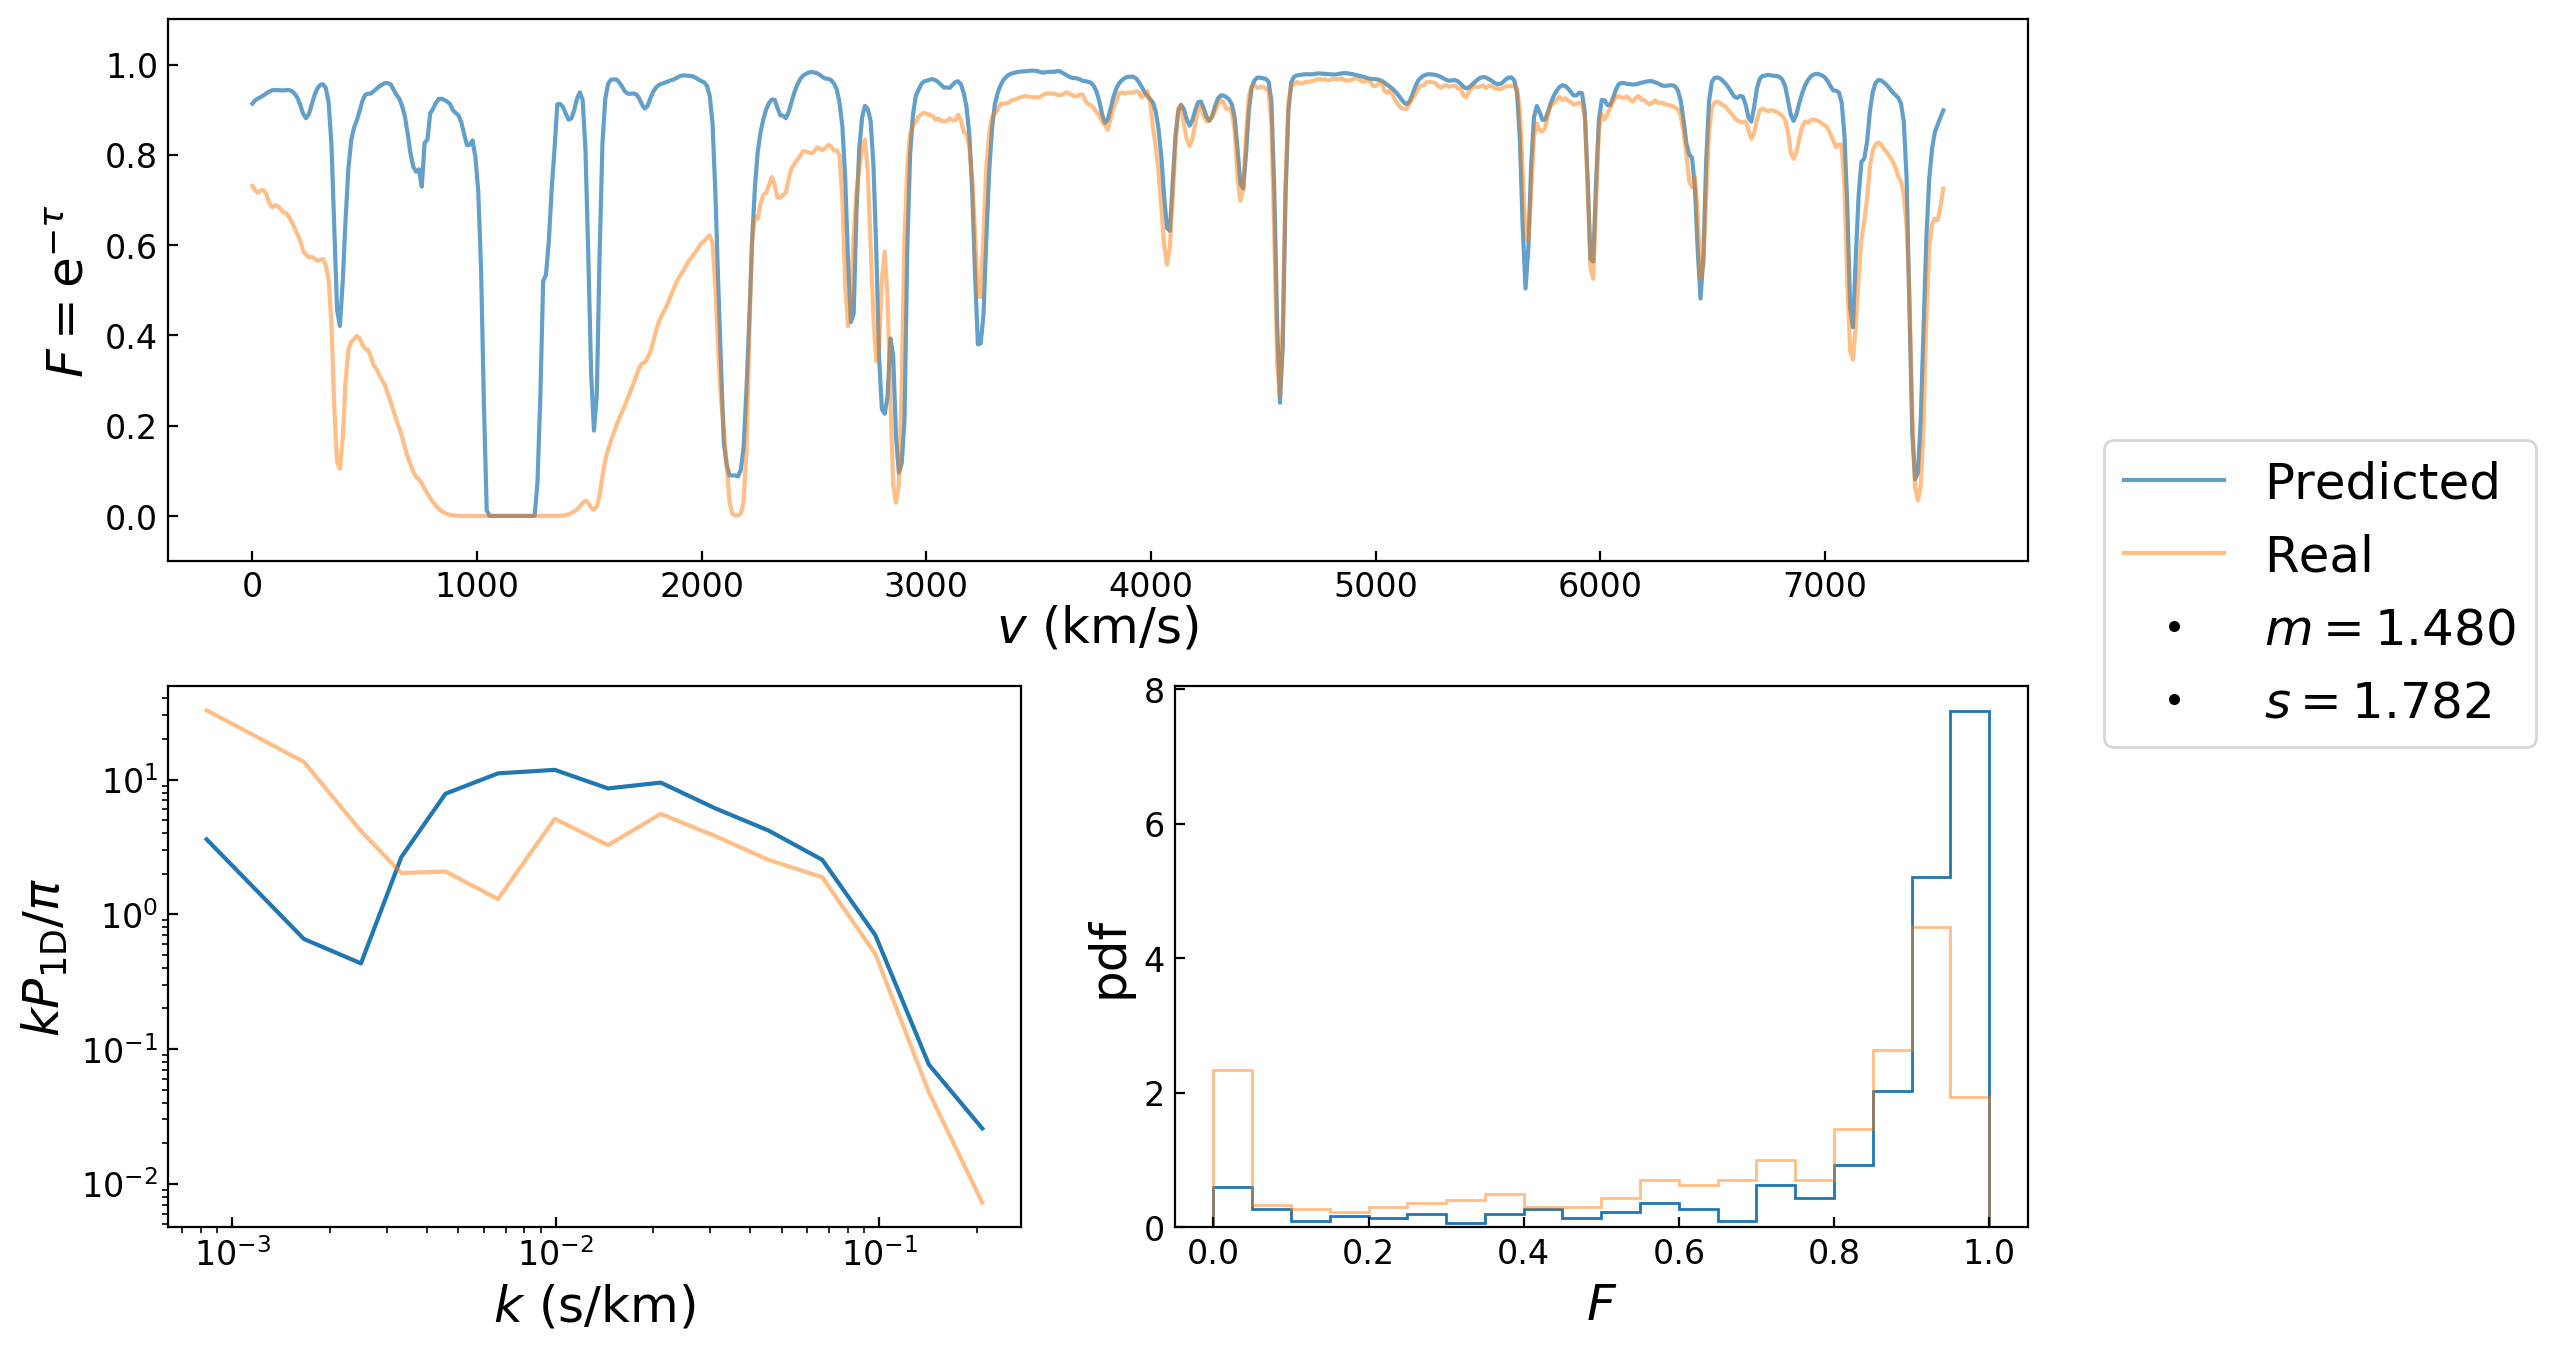 F = e^{−τ}
1.0
0.8
0.6
0.4
0.2
0.0
0 1000 2000 3000 4000 5000 6000 7000
v (km/s)
Predicted
Real
m = 1.480
s = 1.782
kP_{1D}/π
10^1
10^0
10^{−1}
10^{−2}
10^{−3} 10^{−2} 10^{−1}
k (s/km)
pdf
8
6
4
2
0
0.0 0.2 0.4 0.6 0.8 1.0
F